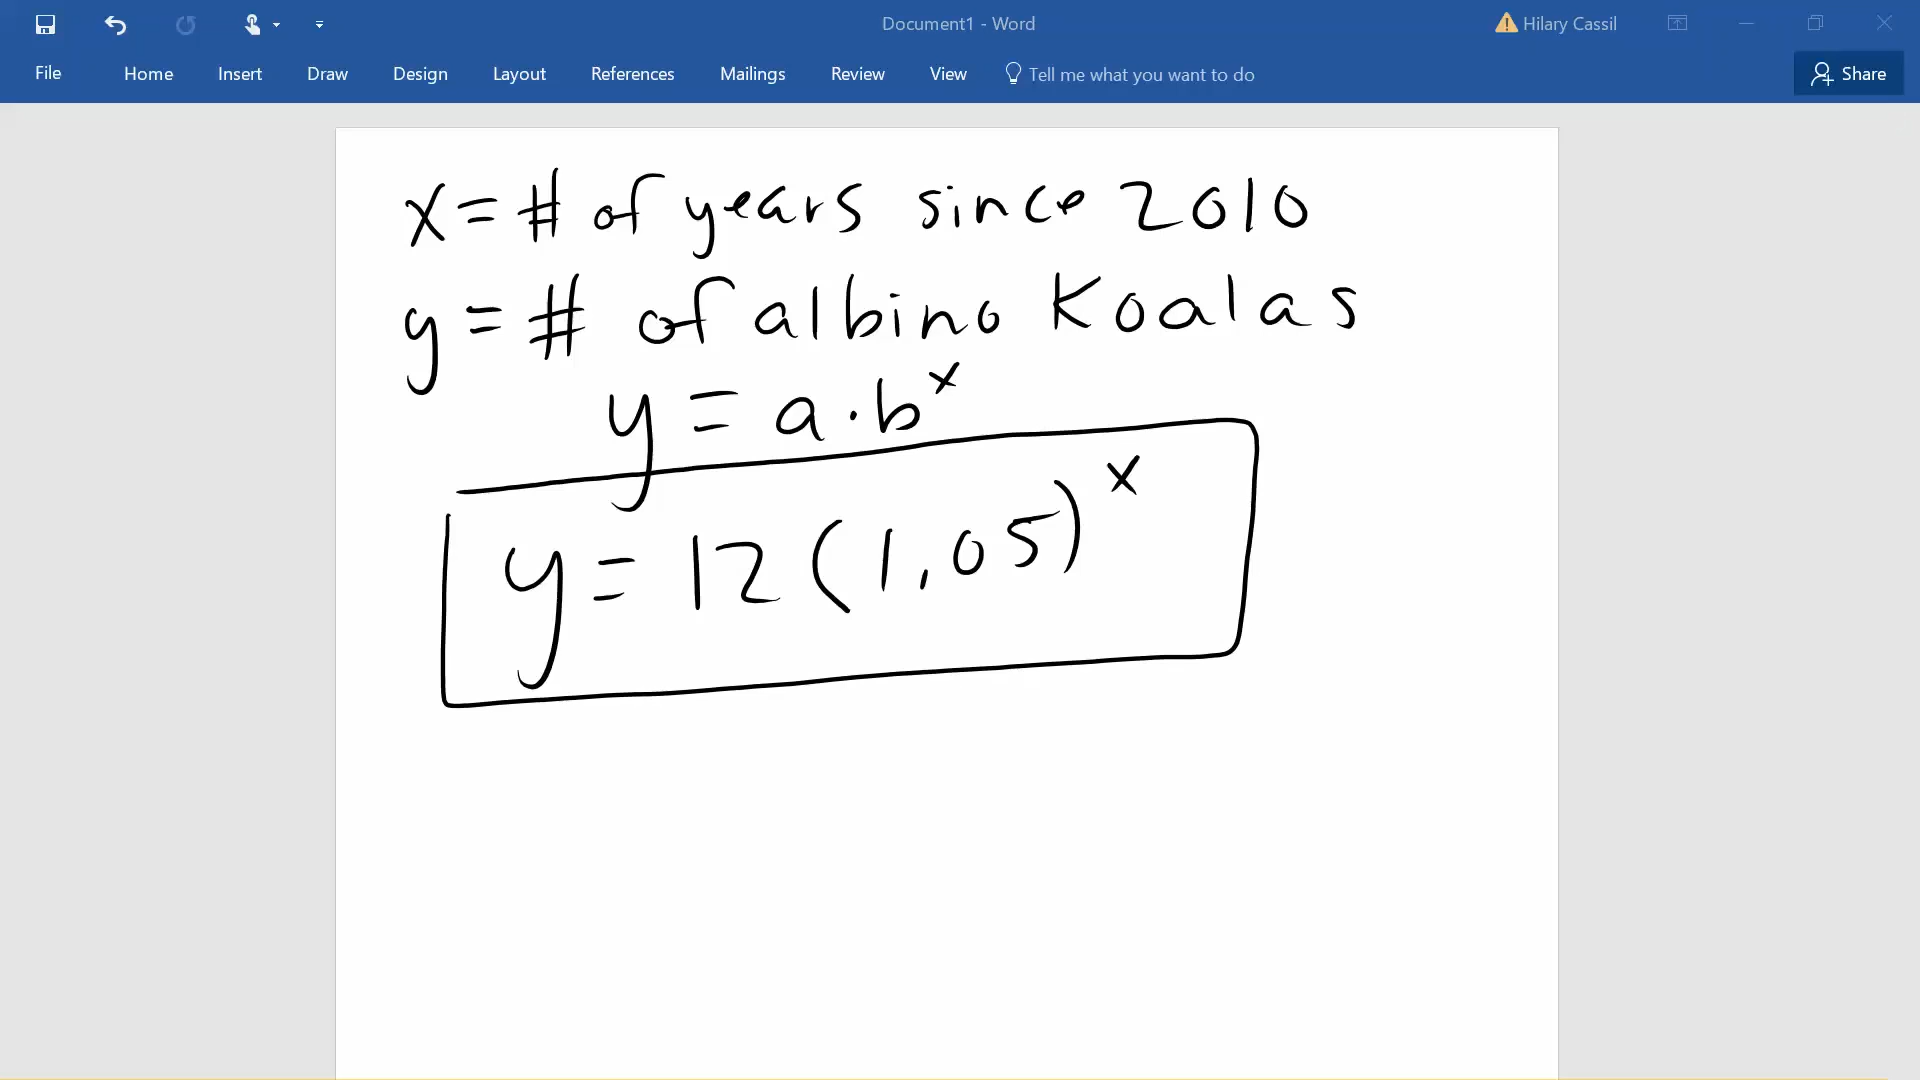 Document1 - Word
Hilary Cassil
File Home Insert Draw Design Layout References Mailings Review View Tell me what you want to do Share
x = # of years since 2010
y = # of albino Koalas
y = a · b^x
y = 12 (1.05)^x